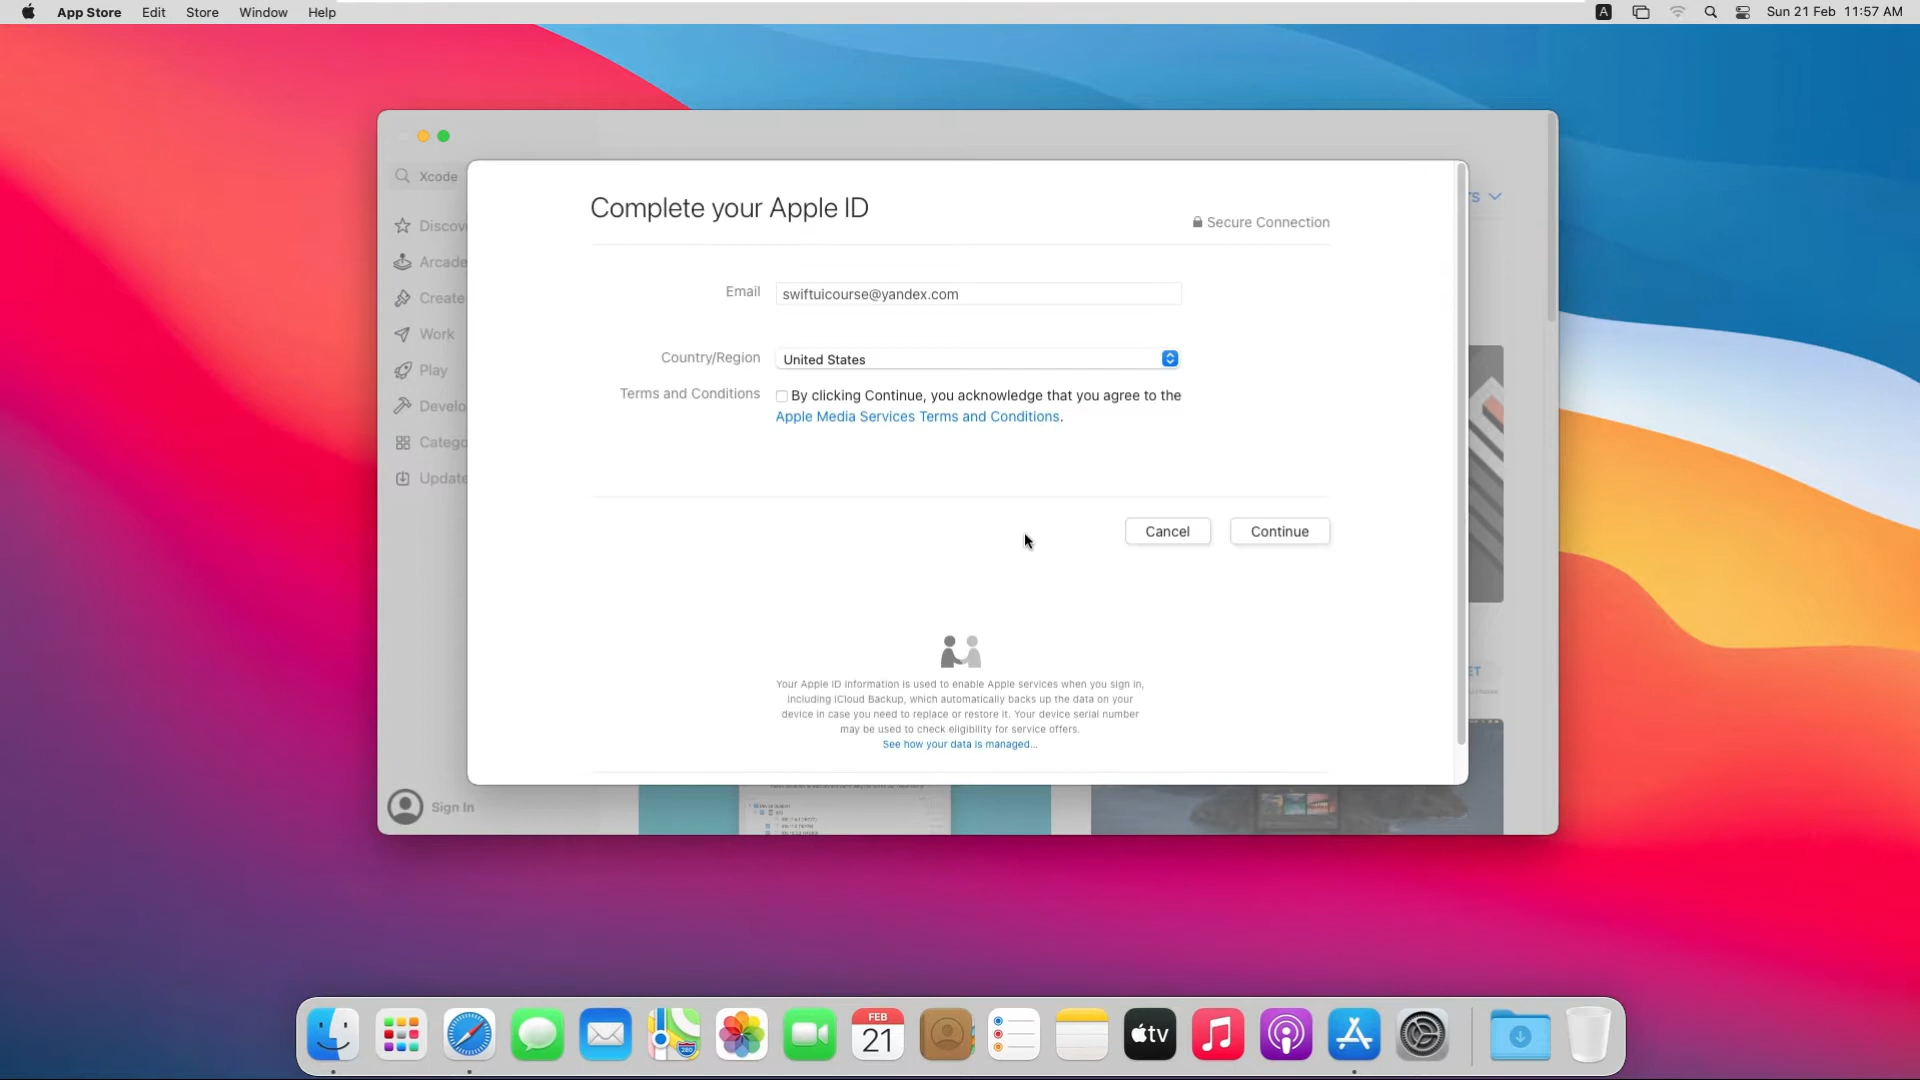 App Store Edit Store Window Help
A Sun 21 Feb 11:57 AM
Xcode
Discov
Arcade
Create
Work
Play
Develo
Catego
Update
Sign In
TS
ET
Complete your Apple ID
Secure Connection
Email swiftuicourse@yandex.com
Country/Region United States
Terms and Conditions By clicking Continue, you acknowledge that you agree to the
Apple Media Services Terms and Conditions.
Cancel Continue
Your Apple ID information is used to enable Apple services when you sign in,
including iCloud Backup, which automatically backs up the data on your
device in case you need to replace or restore it. Your device serial number
may be used to check eligibility for service offers.
See how your data is managed...
280
FEB
21
tv